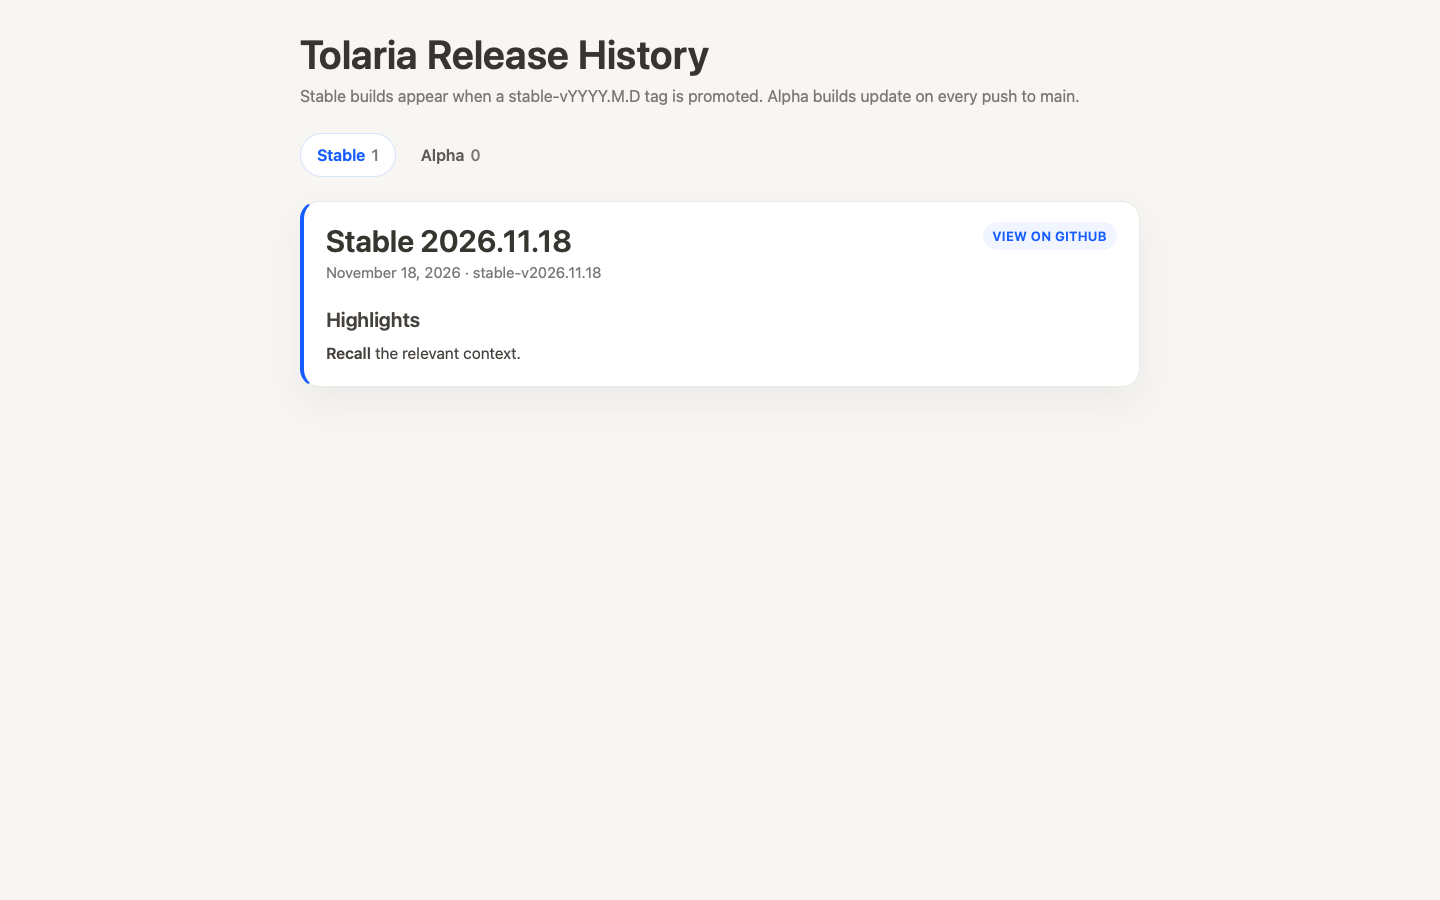 Tolaria Release History
Stable builds appear when a stable-vYYYY.M.D tag is promoted. Alpha builds update on every push to main.
Stable 1 Alpha 0
Stable 2026.11.18
VIEW ON GITHUB
November 18, 2026 · stable-v2026.11.18
Highlights
Recall the relevant context.